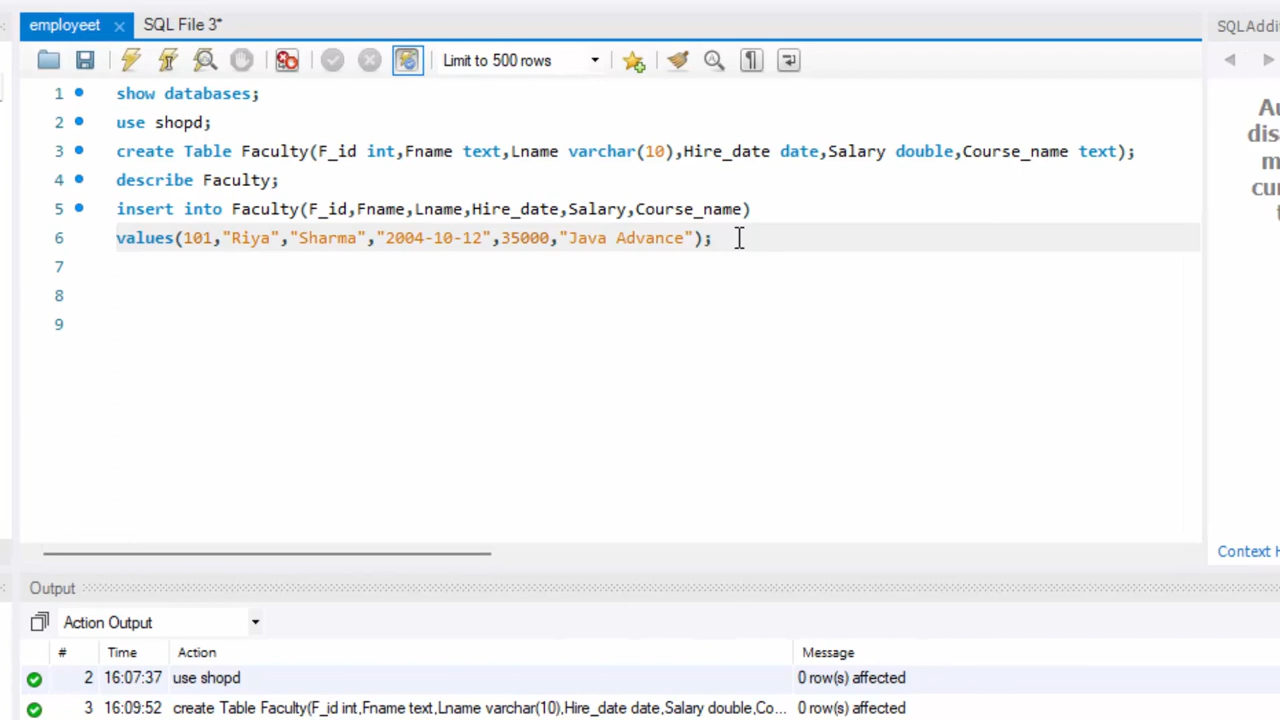 employeet SQL File 3*
SQLAddi
Limit to 500 rows
1 show databases;
2 use shopd;
3 create Table Faculty(F_id int,Fname text,Lname varchar(10),Hire_date date,Salary double,Course_name text);
4 describe Faculty;
5 insert into Faculty(F_id,Fname,Lname,Hire_date,Salary,Course_name)
6 values(101,"Riya","Sharma","2004-10-12",35000,"Java Advance");
7
8
9
Au
dis
m
cur
t
Context H
Output
Action Output
# Time Action Message
2 16:07:37 use shopd 0 row(s) affected
3 16:09:52 create Table Faculty(F_id int,Fname text,Lname varchar(10),Hire_date date,Salary double,Co... 0 row(s) affected